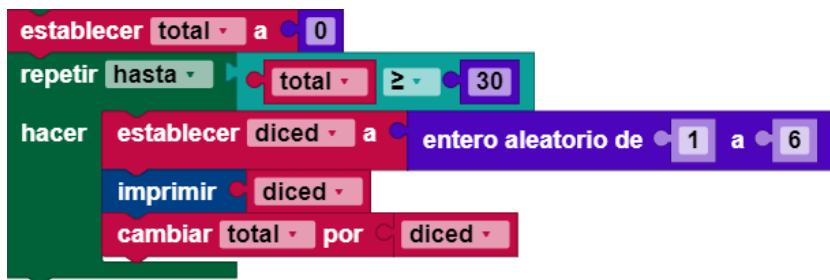 establecer total a 0
repetir hasta total ≥ 30
hacer establecer diced a entero aleatorio de 1 a 6
imprimir diced
cambiar total por diced